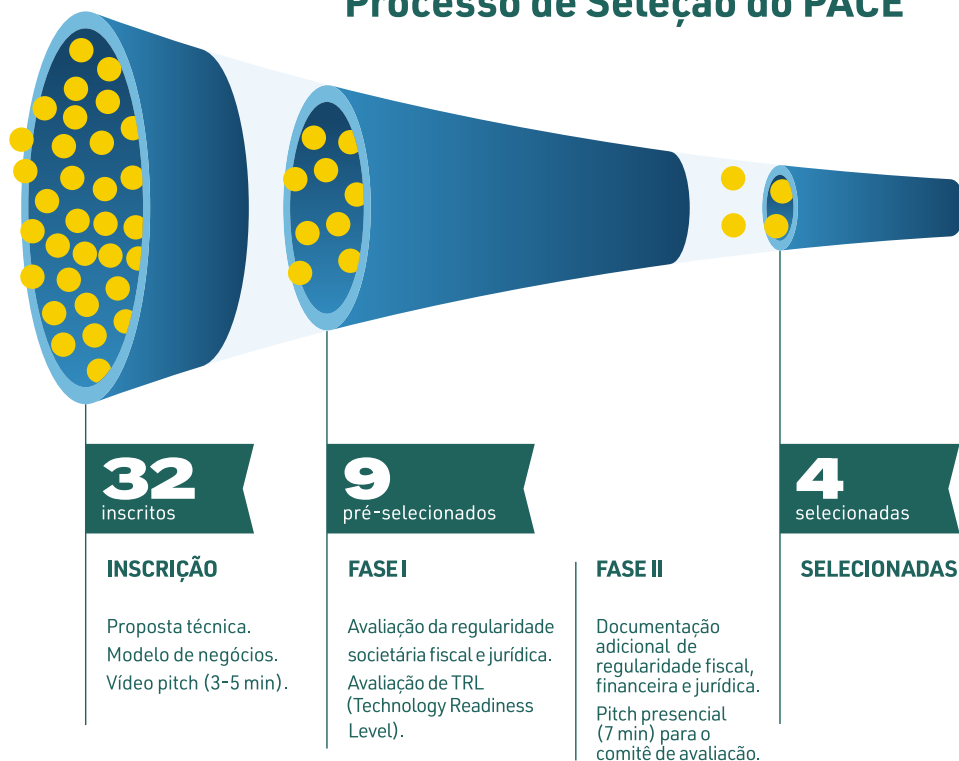 Processo de Seleção do PACE
32
inscritos
9
pré-selecionados
4
selecionadas
INSCRIÇÃO
Proposta técnica.
Modelo de negócios.
Vídeo pitch (3-5 min).
FASE I
Avaliação da regularidade
societária fiscal e jurídica.
Avaliação de TRL
(Technology Readiness
Level).
FASE II
Documentação
adicional de
regularidade fiscal,
financeira e jurídica.
Pitch presencial
(7 min) para o
comitê de avaliação.
SELECIONADAS